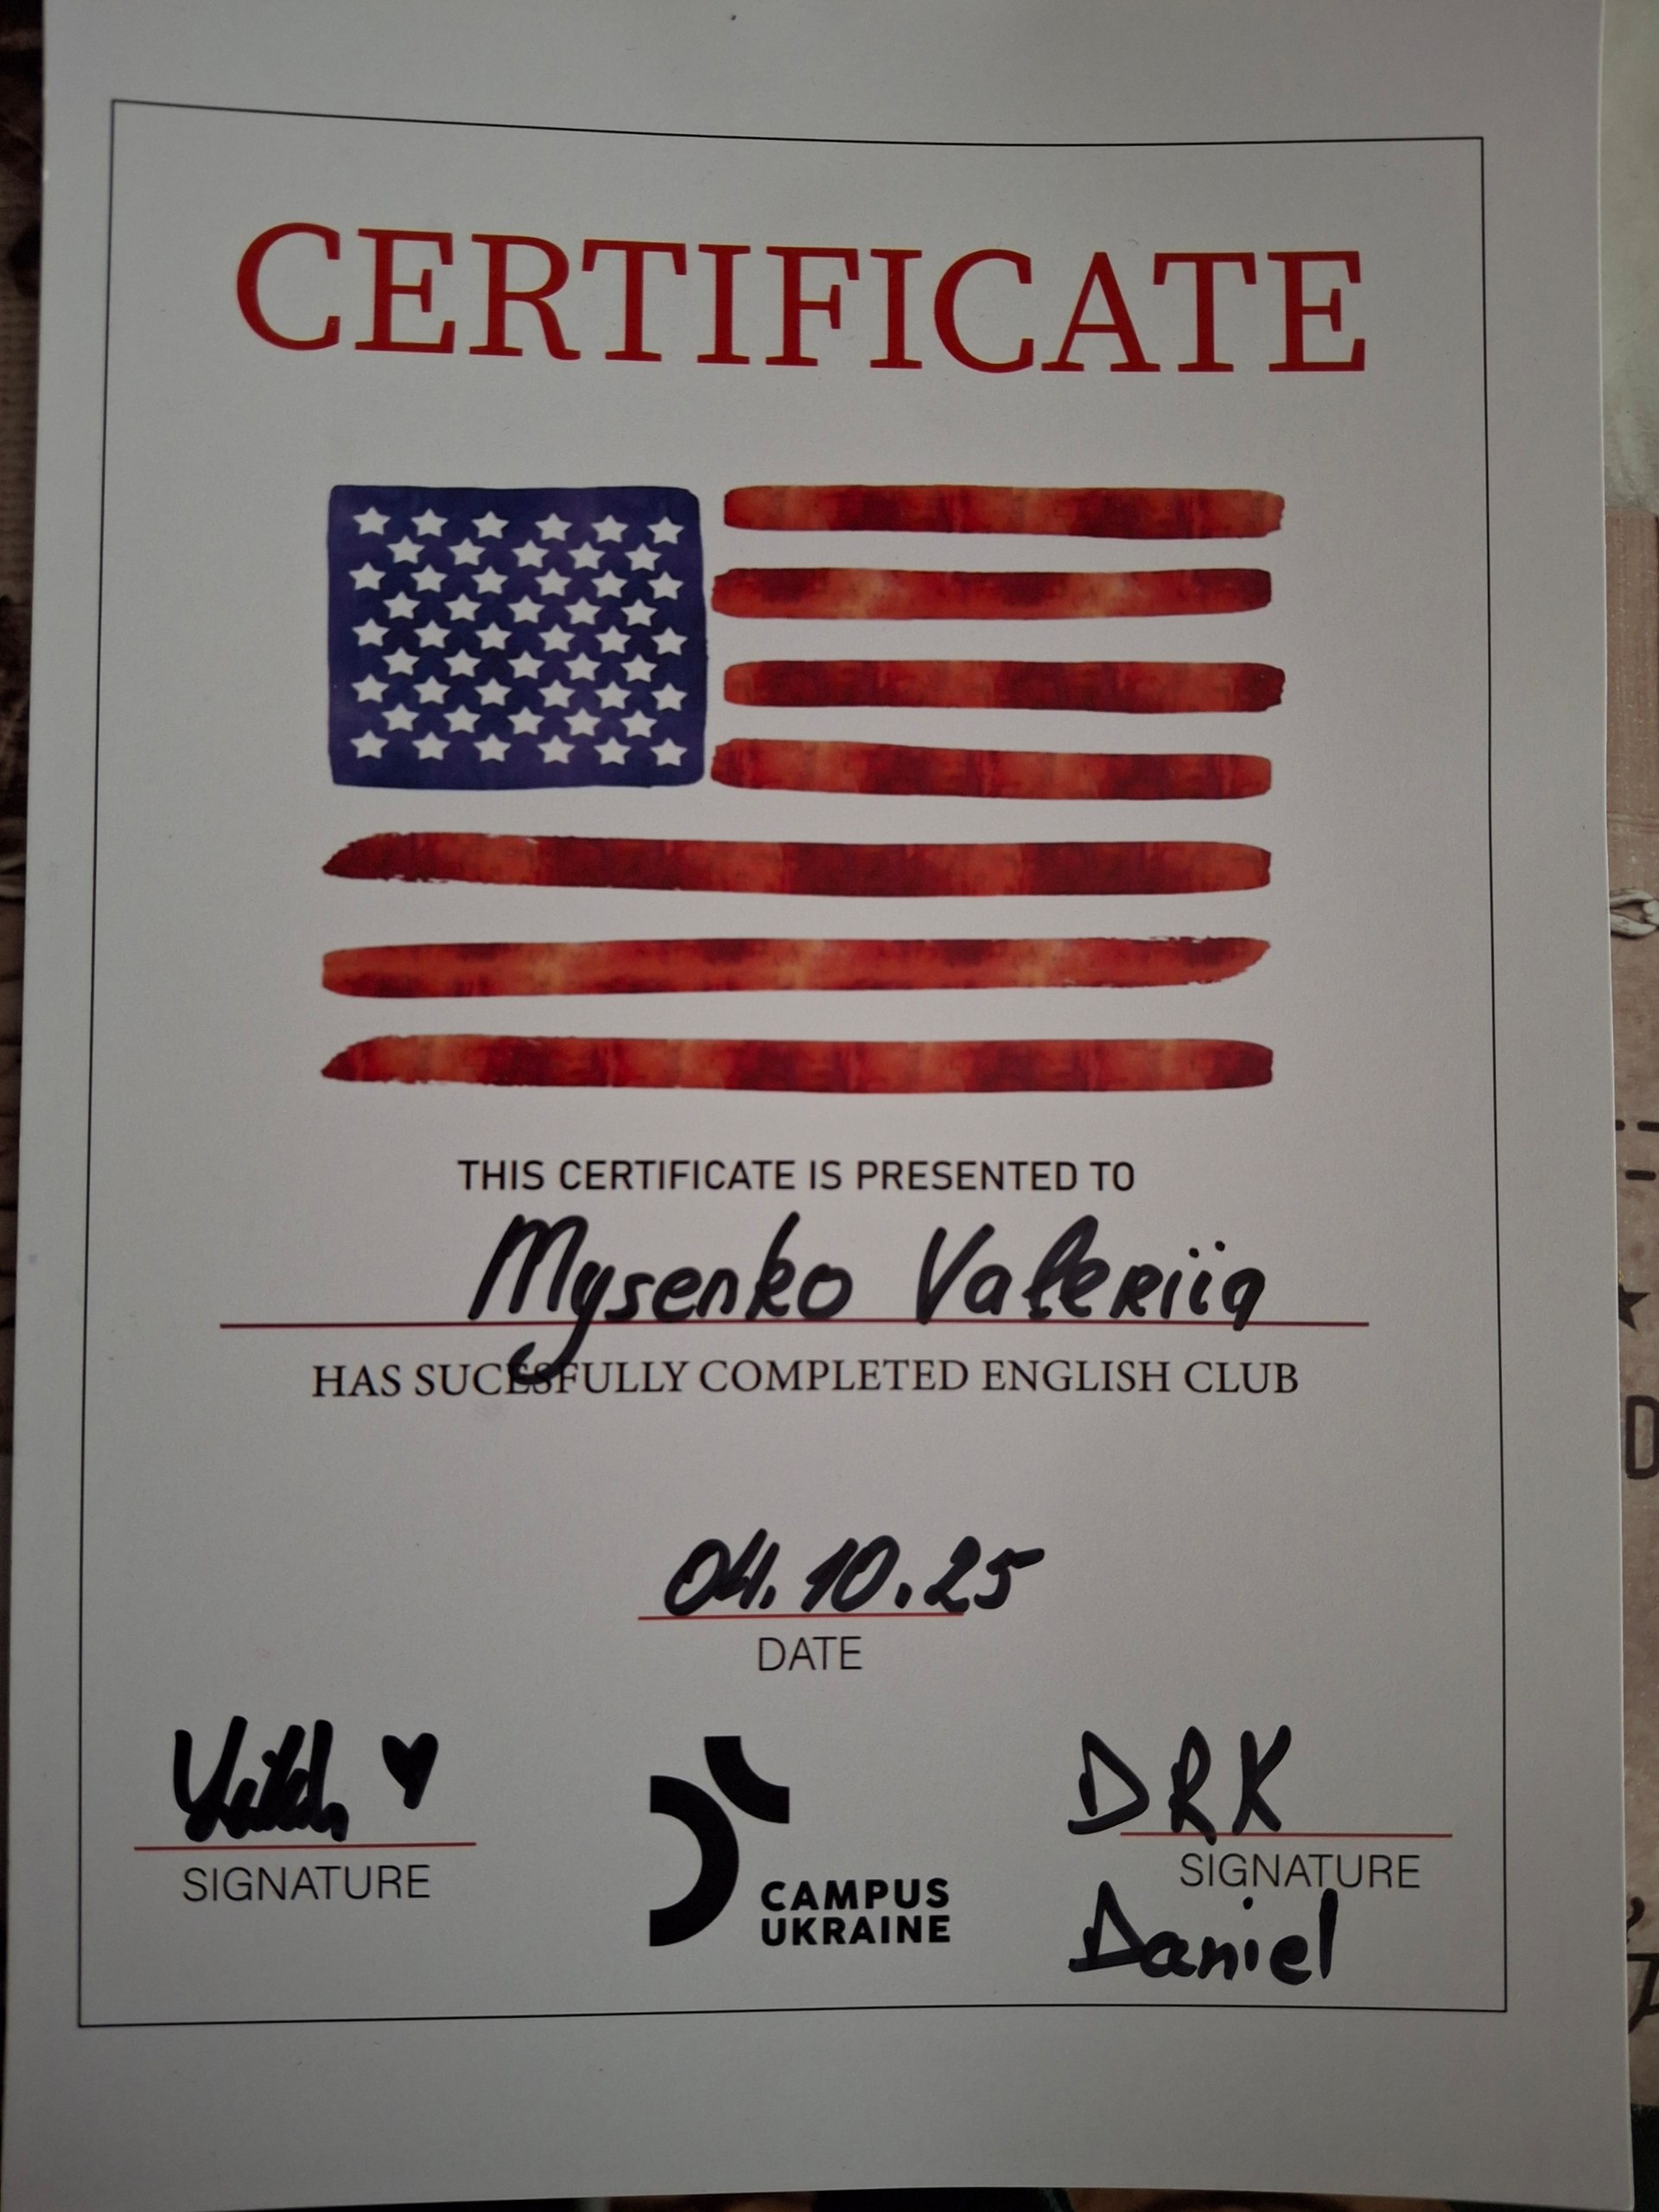 CERTIFICATE
THIS CERTIFICATE IS PRESENTED TO
Mysenko Valeriia
HAS SUCESFULLY COMPLETED ENGLISH CLUB
04.10.25
DATE
DRK
SIGNATURE
SIGNATURE
CAMPUS
UKRAINE
Daniel
D